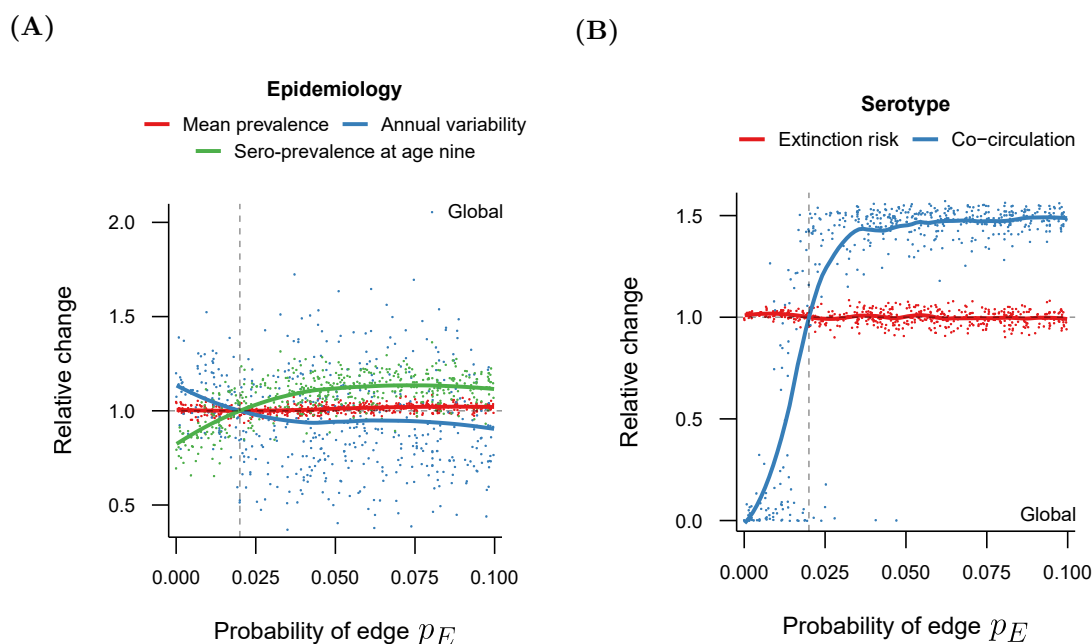 (A)
Epidemiology
Mean prevalence Annual variability
Sero-prevalence at age nine
Global
2.0
1.5
1.0
0.5
Relative change
0.000 0.025 0.050 0.075 0.100
Probability of edge p_E
(B)
Serotype
Extinction risk Co−circulation
1.5
1.0
0.5
0.0
Relative change
Global
0.000 0.025 0.050 0.075 0.100
Probability of edge p_E